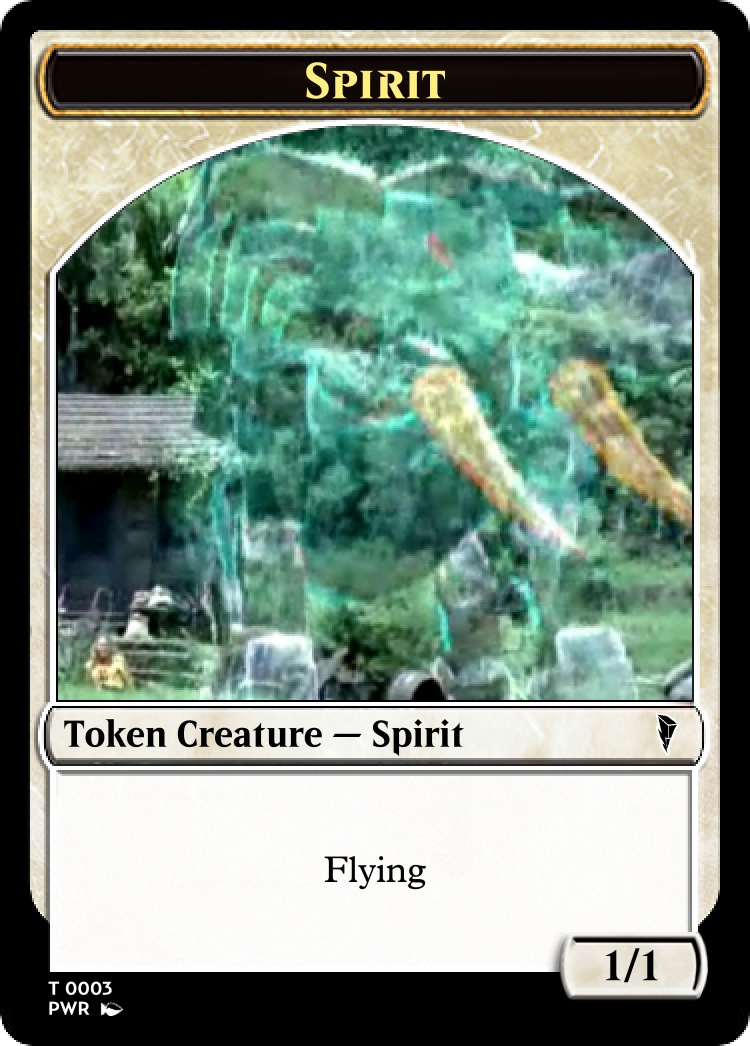 Spirit
Token Creature — Spirit
Flying
1/1
T 0003
PWR